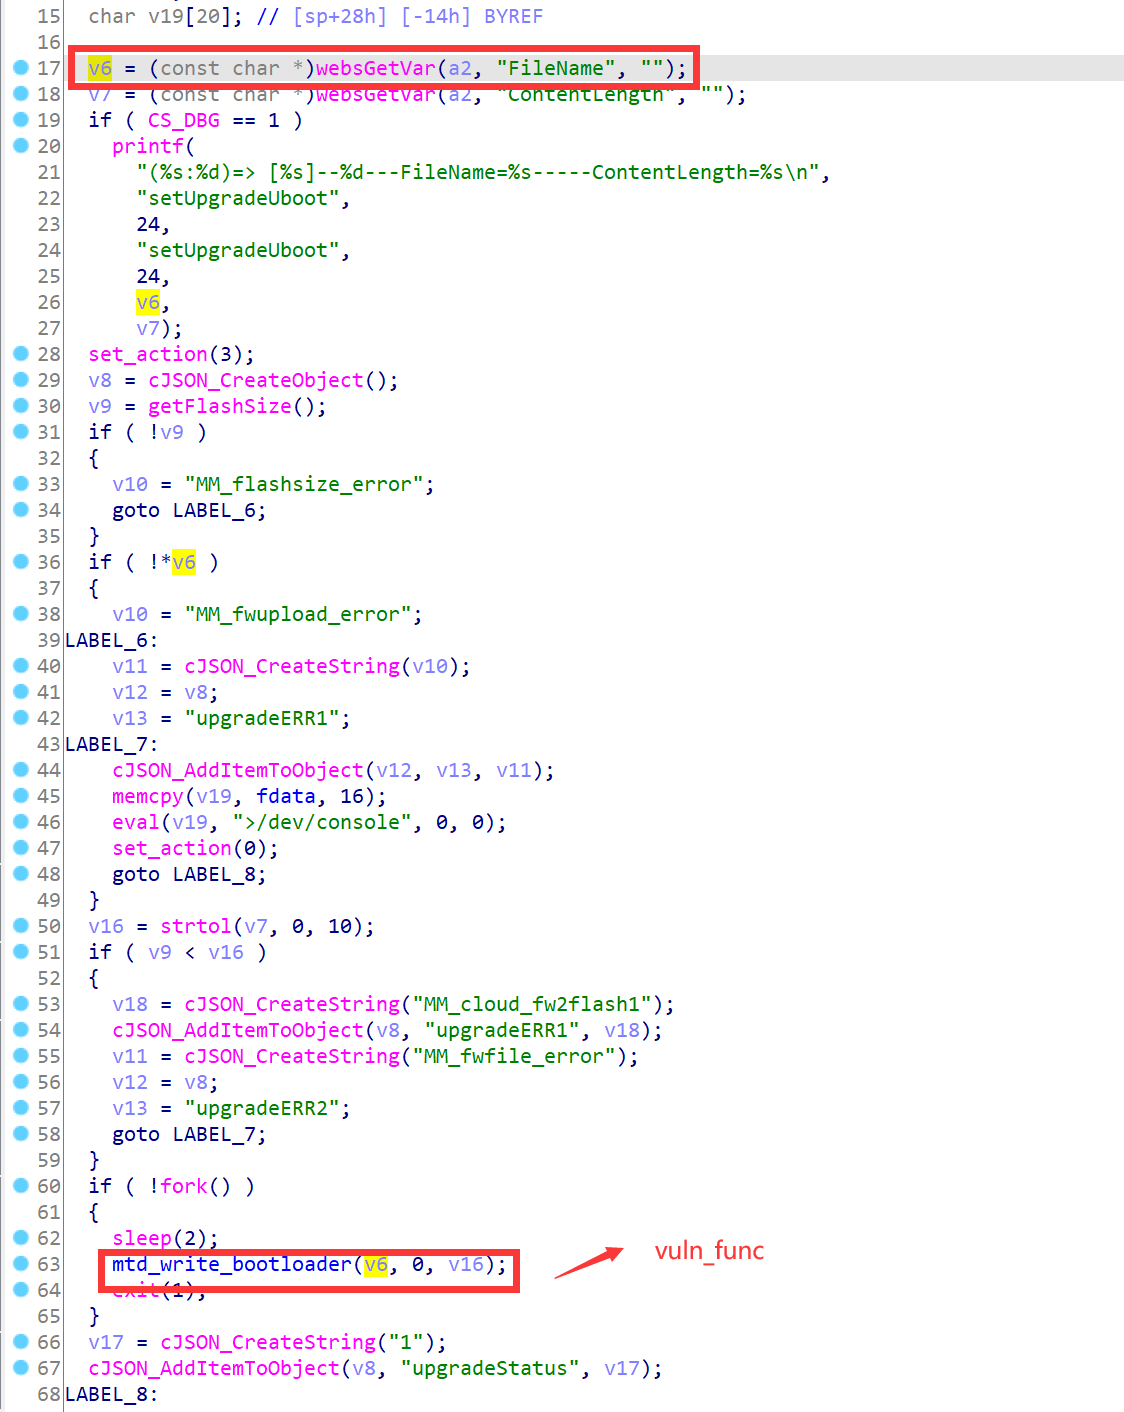 15 char v19[20]; // [sp+28h] [-14h] BYREF
16
17 v6 = (const char *)websGetVar(a2, "FileName", "");
18 v7 = (const char *)websGetVar(a2, "ContentLength", "");
19 if ( CS_DBG == 1 )
20 printf(
21 "(%s:%d)=> [%s]--%d---FileName=%s-----ContentLength=%s\n",
22 "setUpgradeUboot",
23 24,
24 "setUpgradeUboot",
25 24,
26 v6,
27 v7);
28 set_action(3);
29 v8 = cJSON_CreateObject();
30 v9 = getFlashSize();
31 if ( !v9 )
32 {
33 v10 = "MM_flashsize_error";
34 goto LABEL_6;
35 }
36 if ( !*v6 )
37 {
38 v10 = "MM_fwupload_error";
39 LABEL_6:
40 v11 = cJSON_CreateString(v10);
41 v12 = v8;
42 v13 = "upgradeERR1";
43 LABEL_7:
44 cJSON_AddItemToObject(v12, v13, v11);
45 memcpy(v19, fdata, 16);
46 eval(v19, ">/dev/console", 0, 0);
47 set_action(0);
48 goto LABEL_8;
49 }
50 v16 = strtol(v7, 0, 10);
51 if ( v9 < v16 )
52 {
53 v18 = cJSON_CreateString("MM_cloud_fw2flash1");
54 cJSON_AddItemToObject(v8, "upgradeERR1", v18);
55 v11 = cJSON_CreateString("MM_fwfile_error");
56 v12 = v8;
57 v13 = "upgradeERR2";
58 goto LABEL_7;
59 }
60 if ( !fork() )
61 {
62 sleep(2);
63 mtd_write_bootloader(v6, 0, v16);
vuln_func
64 exit(1);
65 }
66 v17 = cJSON_CreateString("1");
67 cJSON_AddItemToObject(v8, "upgradeStatus", v17);
68 LABEL_8: